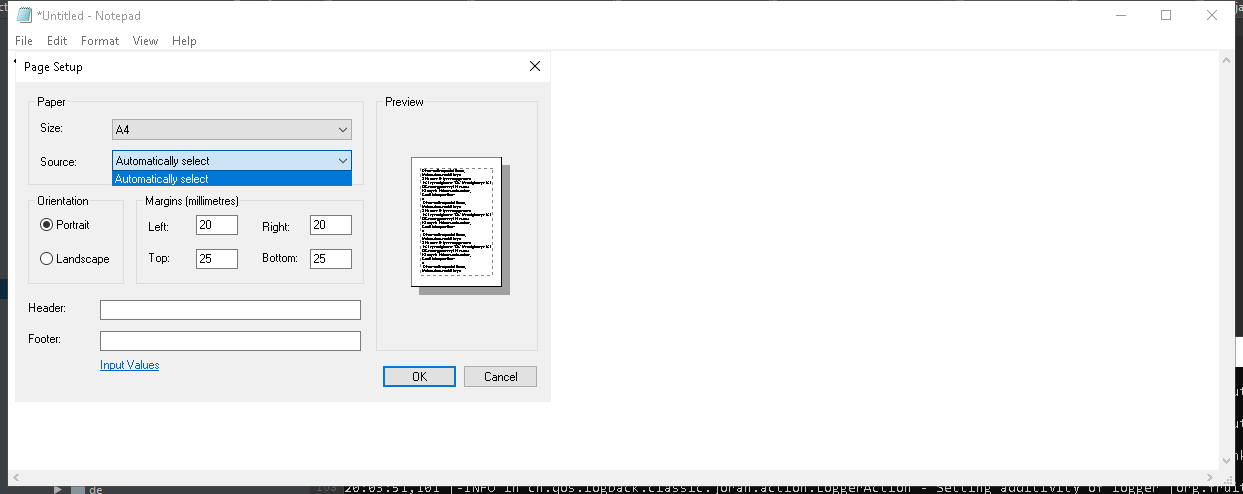 *Untitled - Notepad
File Edit Format View Help
Page Setup
Paper
Size:
A4
Source:
Automatically select
Automatically select
Orientation
Portrait
Landscape
Margins (millimetres)
Left:
20
Right:
20
Top:
25
Bottom:
25
Header:
Footer:
Input Values
Preview
OK
Cancel
de
20:03:51,101 |-INFO in ch.qos.logback.classic.joran.action.LoggerAction - Setting additivity of logger